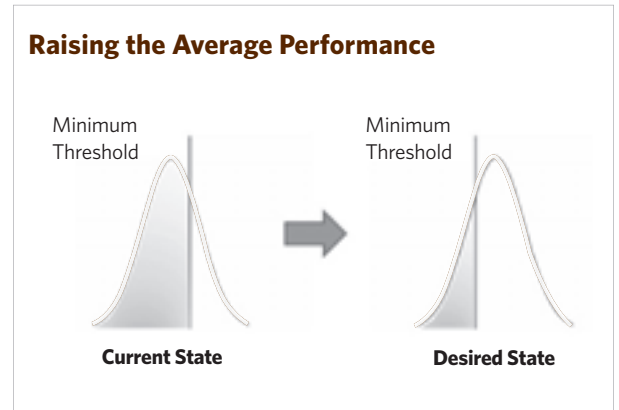 Raising the Average Performance
Minimum
Threshold
Minimum
Threshold
Current State
Desired State